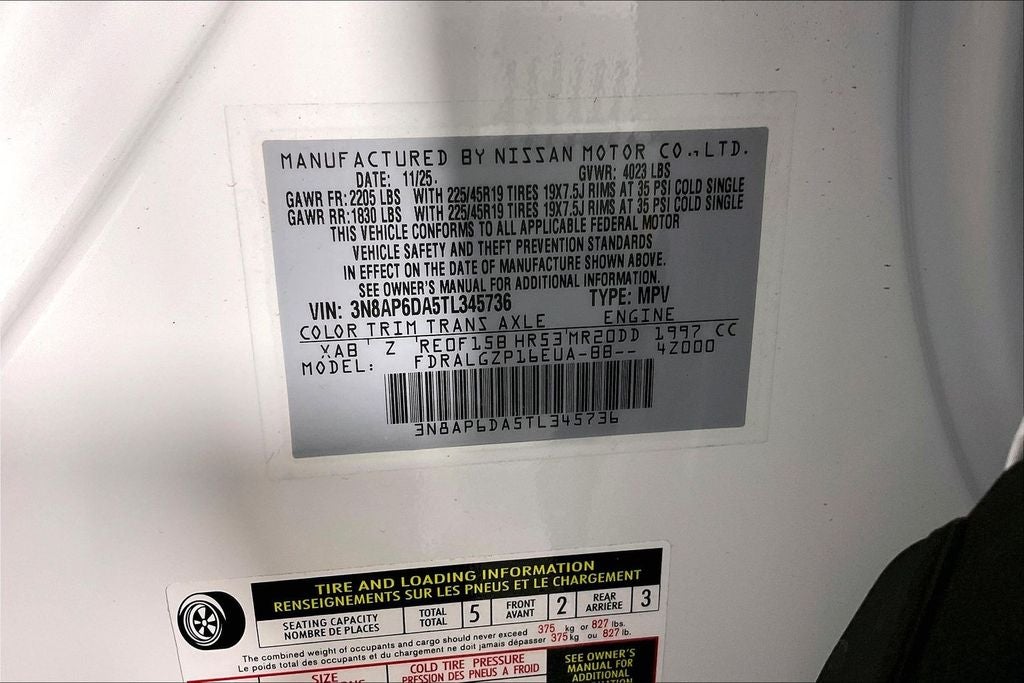 MANUFACTURED BY NISSAN MOTOR CO., LTD.
DATE: 11/25. GVWR: 4023 LBS
GAWR FR: 2205 LBS WITH 225/45R19 TIRES 19X7.5J RIMS AT 35 PSI COLD SINGLE
GAWR RR: 1830 LBS WITH 225/45R19 TIRES 19X7.5J RIMS AT 35 PSI COLD SINGLE
THIS VEHICLE CONFORMS TO ALL APPLICABLE FEDERAL MOTOR
VEHICLE SAFETY AND THEFT PREVENTION STANDARDS
IN EFFECT ON THE DATE OF MANUFACTURE SHOWN ABOVE.
SEE OWNER'S MANUAL FOR ADDITIONAL INFORMATION.
VIN: 3N8AP6DA5TL345736 TYPE: MPV
COLOR TRIM TRANS AXLE ENGINE
XAB Z RE0F15B HR53 MR20DD 1997 CC
MODEL: FDRALGZP16EUA-BB-- 4Z000
3N8AP6DA5TL345736
TIRE AND LOADING INFORMATION
RENSEIGNEMENTS SUR LES PNEUS ET LE CHARGEMENT
SEATING CAPACITY TOTAL 5 FRONT 2 REAR 3
NOMBRE DE PLACES TOTAL AVANT ARRIÈRE
The combined weight of occupants and cargo should never exceed 375 kg or 827 lbs.
Le poids total des occupants et du chargement ne doit jamais dépasser 375 kg ou 827 lb.
SIZE COLD TIRE PRESSURE SEE OWNER'S
PRESSION DES PNEUS A FROID MANUAL FOR
ADDITIONAL